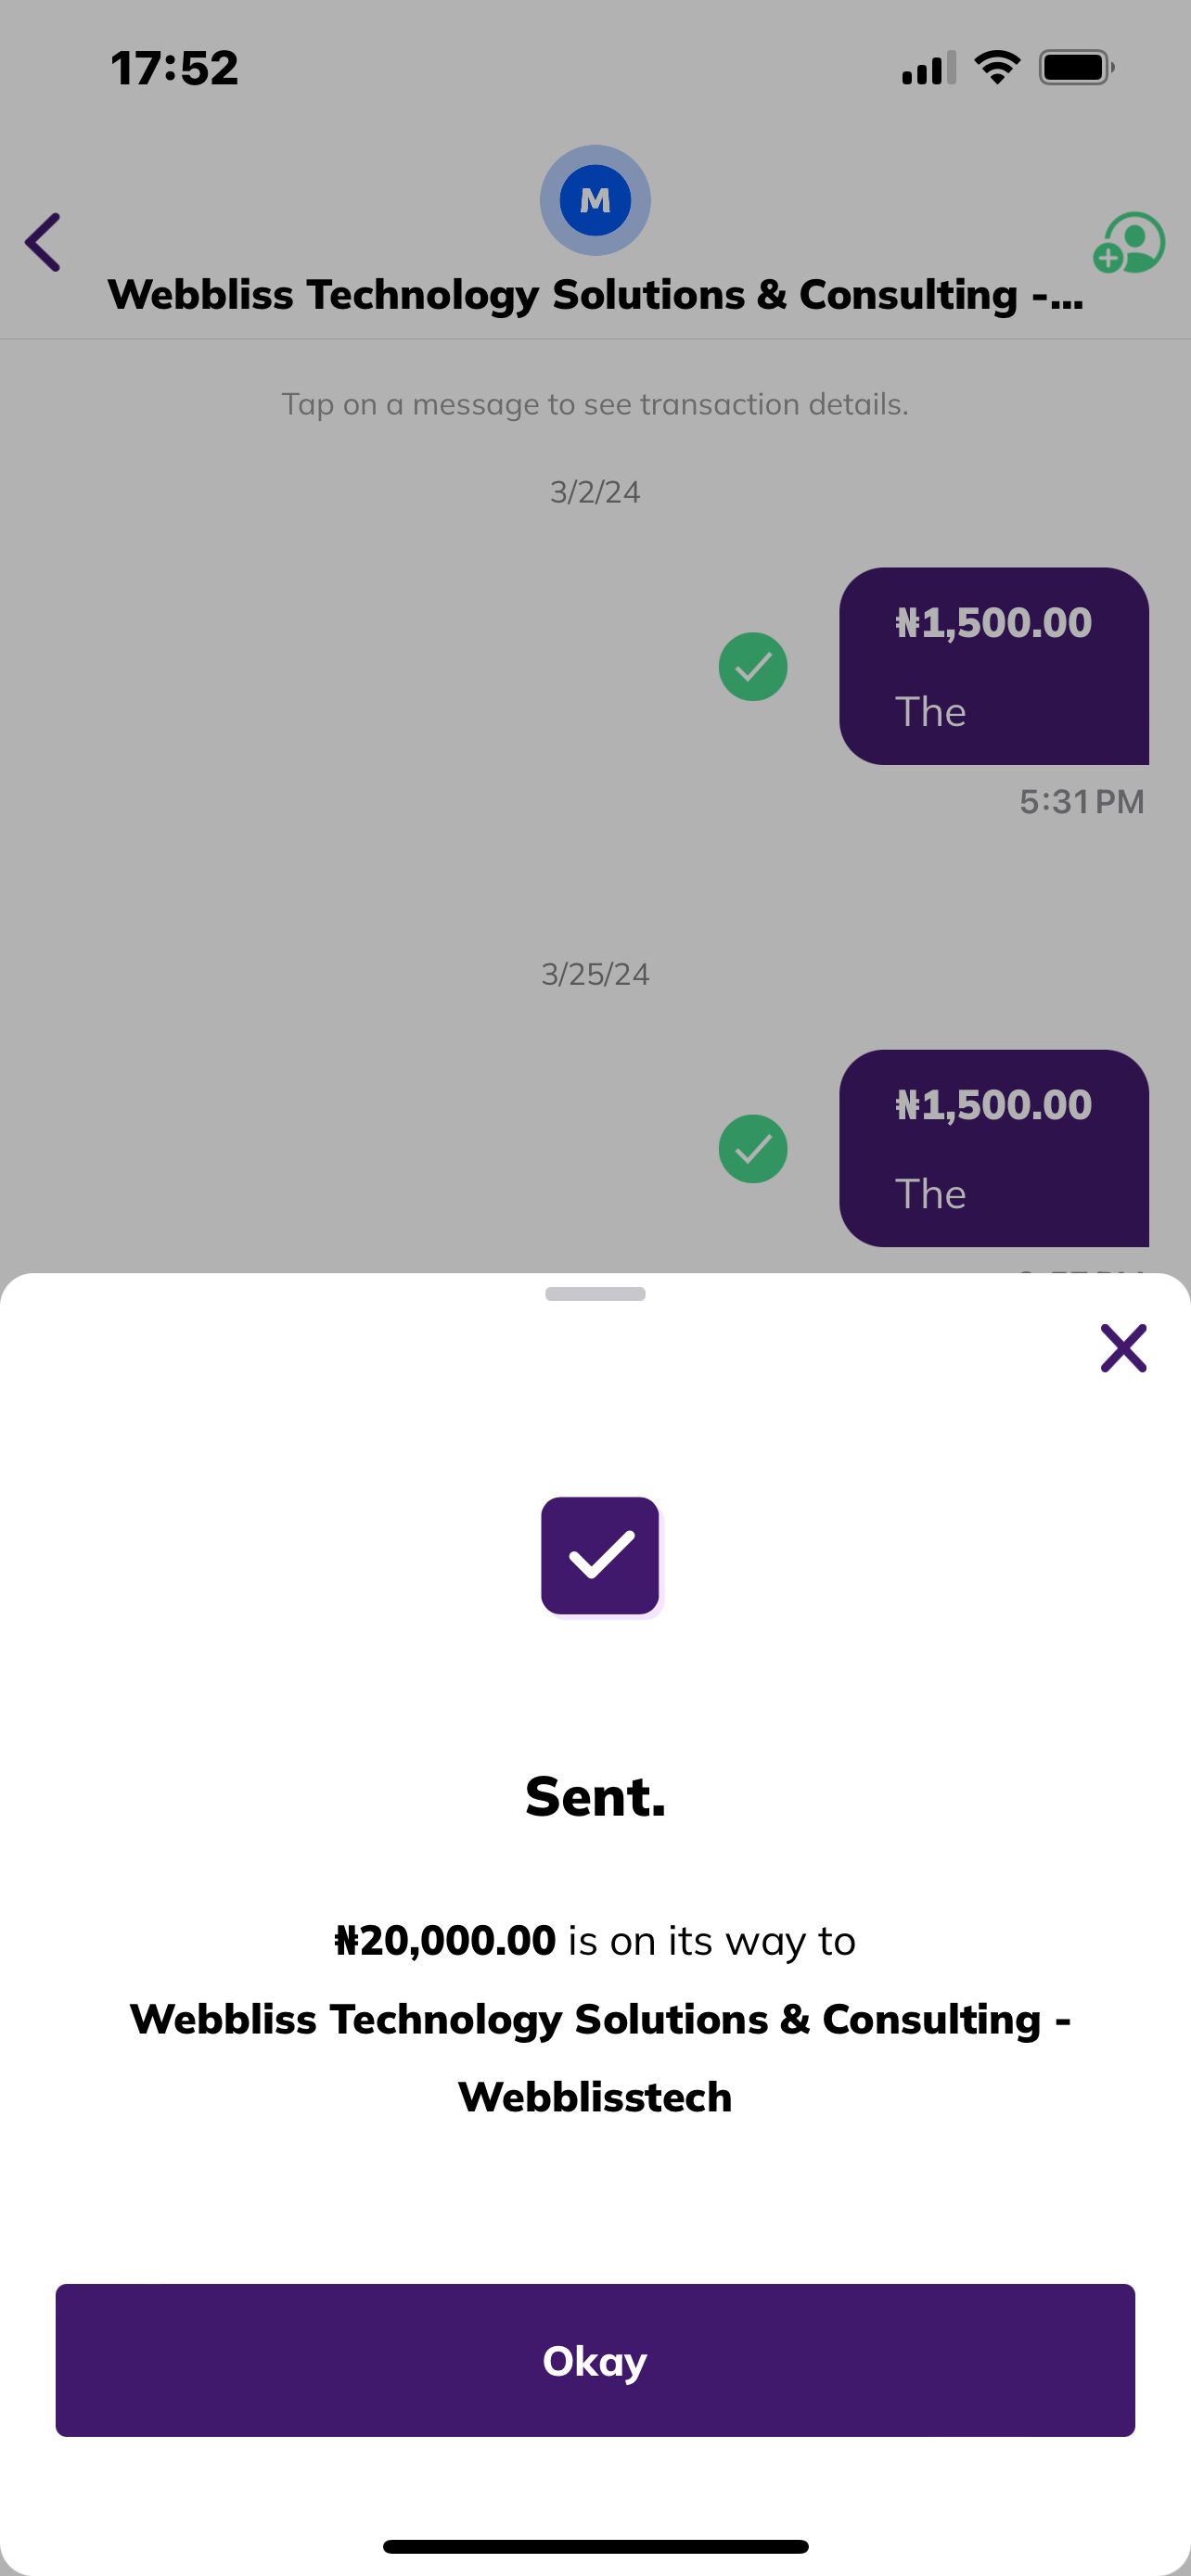 17:52
M
Webbliss Technology Solutions & Consulting -...
Tap on a message to see transaction details.
3/2/24
₦1,500.00
The
5:31 PM
3/25/24
₦1,500.00
The
Sent.
₦20,000.00 is on its way to
Webbliss Technology Solutions & Consulting -
Webblisstech
Okay